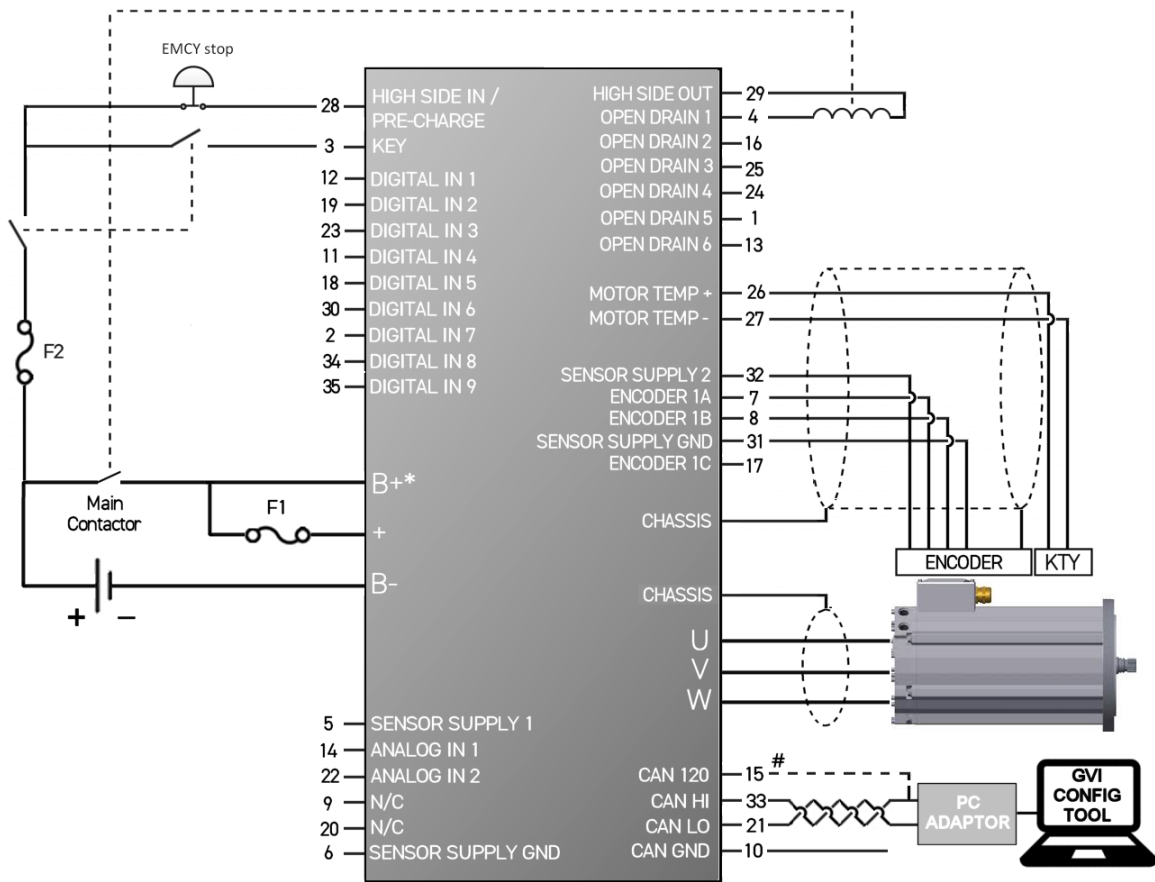 EMCY stop
28 HIGH SIDE IN /
PRE-CHARGE
3 KEY
12 DIGITAL IN 1
19 DIGITAL IN 2
23 DIGITAL IN 3
11 DIGITAL IN 4
18 DIGITAL IN 5
30 DIGITAL IN 6
2 DIGITAL IN 7
34 DIGITAL IN 8
35 DIGITAL IN 9
F2
Main
Contactor
F1
B+*
+
B-
+ −
5 SENSOR SUPPLY 1
14 ANALOG IN 1
22 ANALOG IN 2
9 N/C
20 N/C
6 SENSOR SUPPLY GND
HIGH SIDE OUT 29
OPEN DRAIN 1 4
OPEN DRAIN 2 16
OPEN DRAIN 3 25
OPEN DRAIN 4 24
OPEN DRAIN 5 1
OPEN DRAIN 6 13
MOTOR TEMP + 26
MOTOR TEMP - 27
SENSOR SUPPLY 2 32
ENCODER 1A 7
ENCODER 1B 8
SENSOR SUPPLY GND 31
ENCODER 1C 17
CHASSIS
ENCODER
KTY
CHASSIS
U
V
W
CAN 120 15 #
CAN HI 33
CAN LO 21
CAN GND 10
PC
ADAPTOR
GVI
CONFIG
TOOL